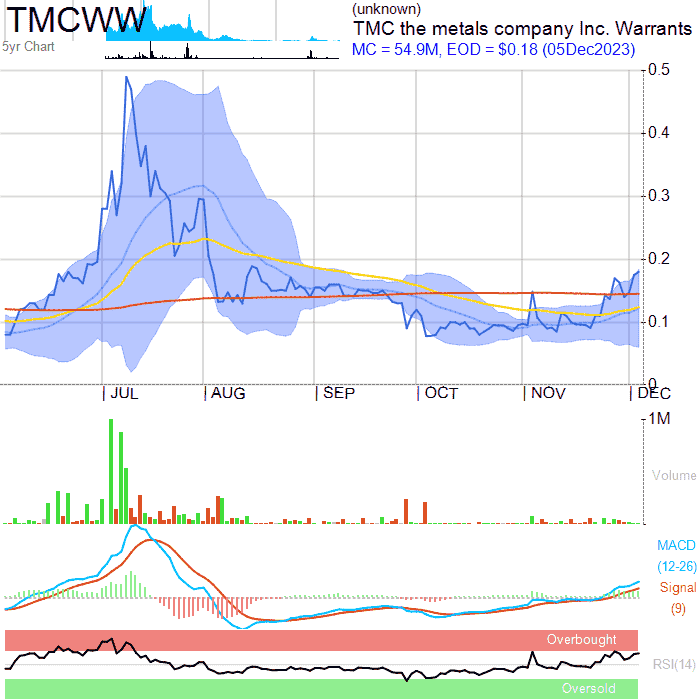 TMCWW
5yr Chart
(unknown)
TMC the metals company Inc. Warrants
MC = 54.9M, EOD = $0.18 (05Dec2023)
0.5
0.4
0.3
0.2
0.1
0
JUL AUG SEP OCT NOV DEC
1M
Volume
MACD
(12-26)
Signal
(9)
Overbought
RSI(14)
Oversold